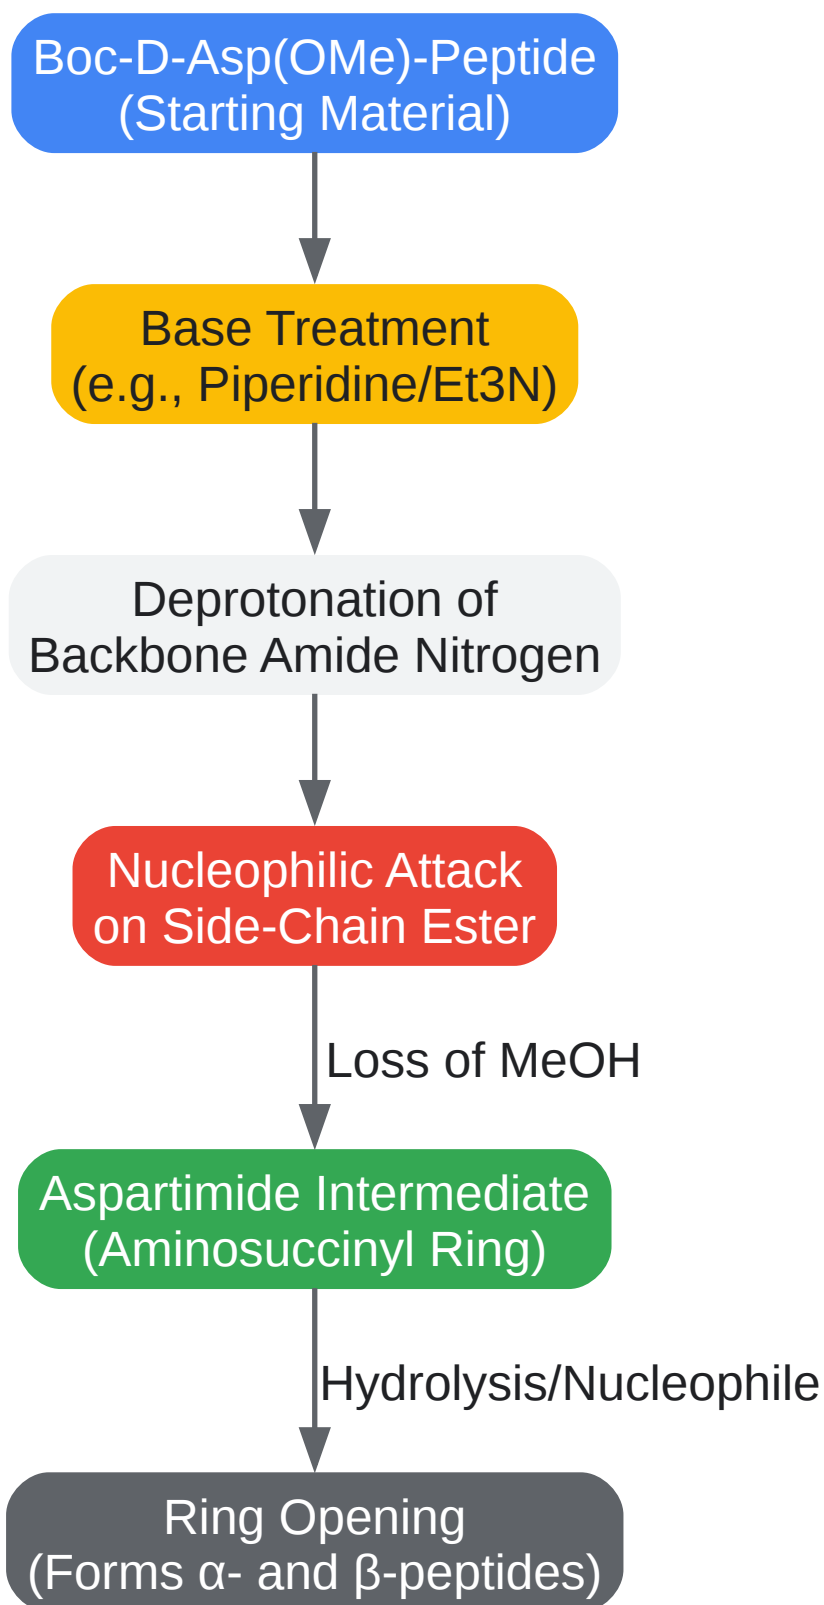 Boc-D-Asp(OMe)-Peptide
(Starting Material)
Base Treatment
(e.g., Piperidine/Et3N)
Deprotonation of
Backbone Amide Nitrogen
Nucleophilic Attack
on Side-Chain Ester
Loss of MeOH
Aspartimide Intermediate
(Aminosuccinyl Ring)
Hydrolysis/Nucleophile
Ring Opening
(Forms α- and β-peptides)